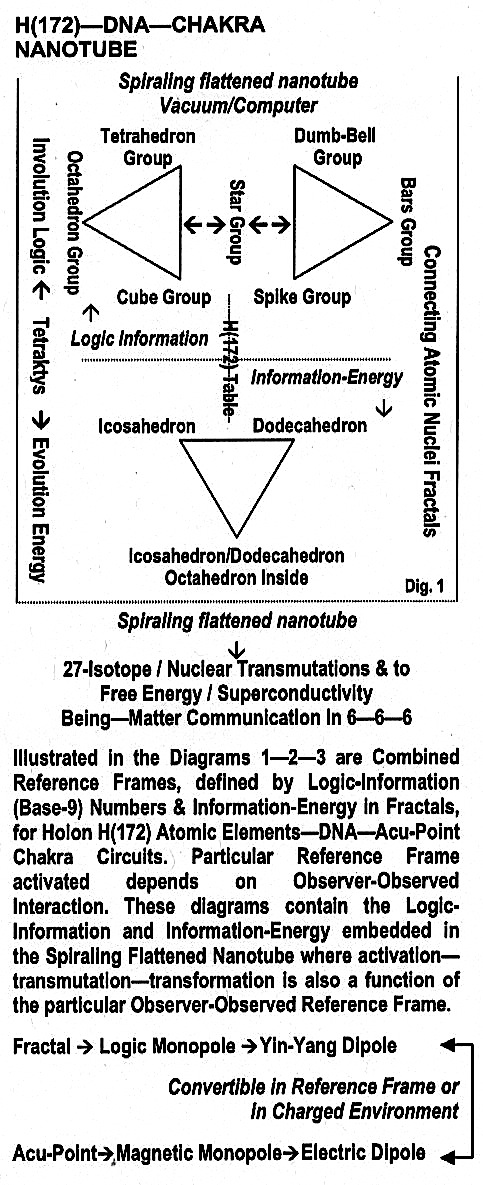 H(172)—DNA—CHAKRA
NANOTUBE
Spiraling flattened nanotube
Vacuum/Computer
Tetrahedron
Group
Dumb-Bell
Group
Octahedron Group
Star Group
Bars Group
Cube Group
Spike Group
Involution Logic ← Tetraktys → Evolution Energy
Connecting Atomic Nuclei Fractals
↑
Logic Information
—H(172)-Table-
Information-Energy
↓
Icosahedron
Dodecahedron
Icosahedron/Dodecahedron
Octahedron Inside
Dig. 1
Spiraling flattened nanotube
↓
27-Isotope / Nuclear Transmutations & to
Free Energy / Superconductivity
Being—Matter Communication in 6—6—6
Illustrated in the Diagrams 1—2—3 are Combined
Reference Frames, defined by Logic-Information
(Base-9) Numbers & Information-Energy in Fractals,
for Holon H(172) Atomic Elements—DNA—Acu-Point
Chakra Circuits. Particular Reference Frame
activated depends on Observer-Observed
Interaction. These diagrams contain the Logic-
Information and Information-Energy embedded in
the Spiraling Flattened Nanotube where activation—
transmutation—transformation is also a function of
the particular Observer-Observed Reference Frame.
Fractal → Logic Monopole → Yin-Yang Dipole
Convertible in Reference Frame or
in Charged Environment
Acu-Point→Magnetic Monopole→Electric Dipole